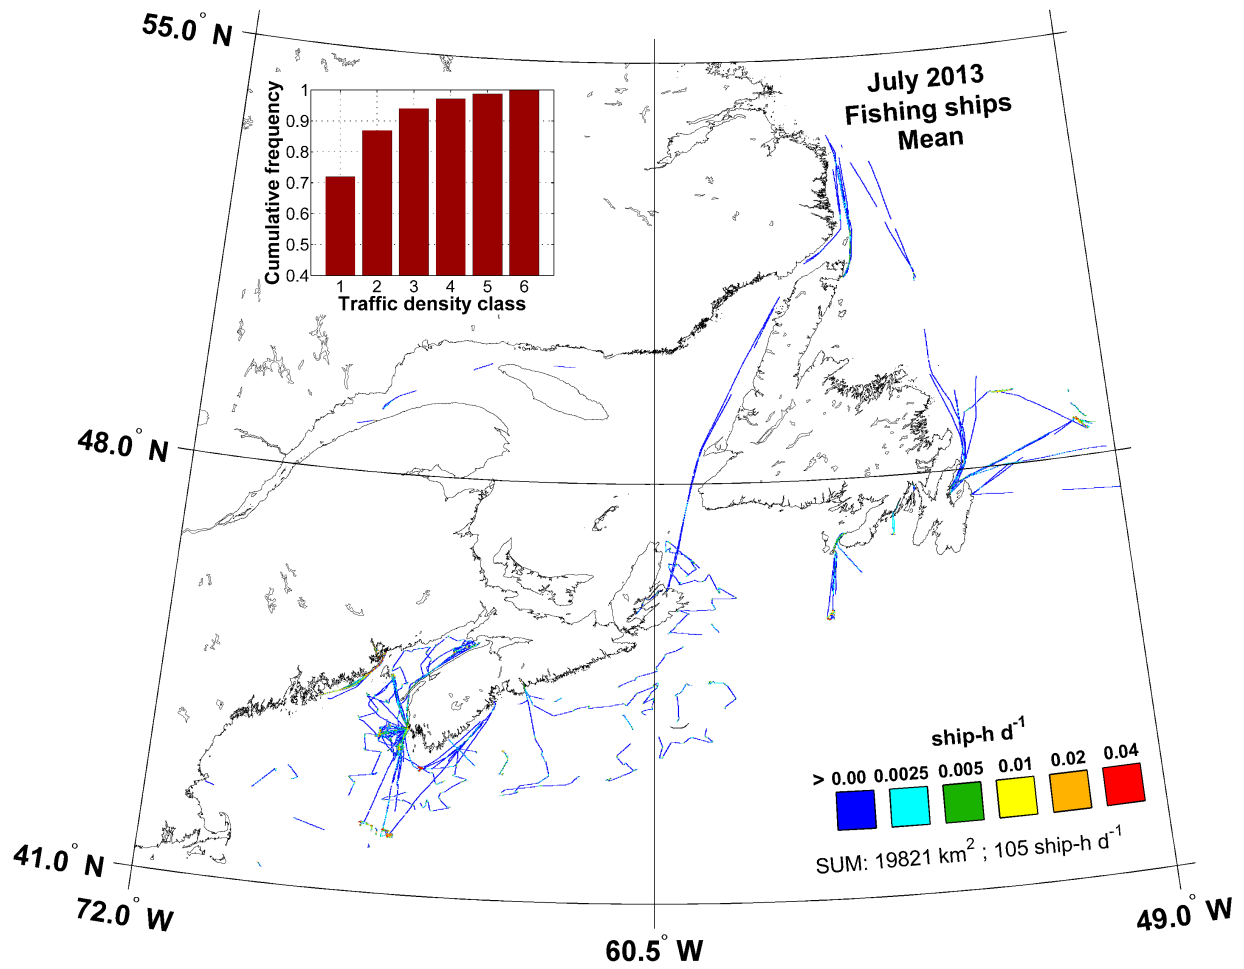 55.0° N
July 2013
Fishing ships
Mean
Cumulative frequency
1
0.9
0.8
0.7
0.6
0.5
0.4
1 2 3 4 5 6
Traffic density class
48.0° N
ship-h d-1
> 0.00 0.0025 0.005 0.01 0.02 0.04
SUM: 19821 km2 ; 105 ship-h d-1
41.0° N
72.0° W
60.5° W
49.0° W